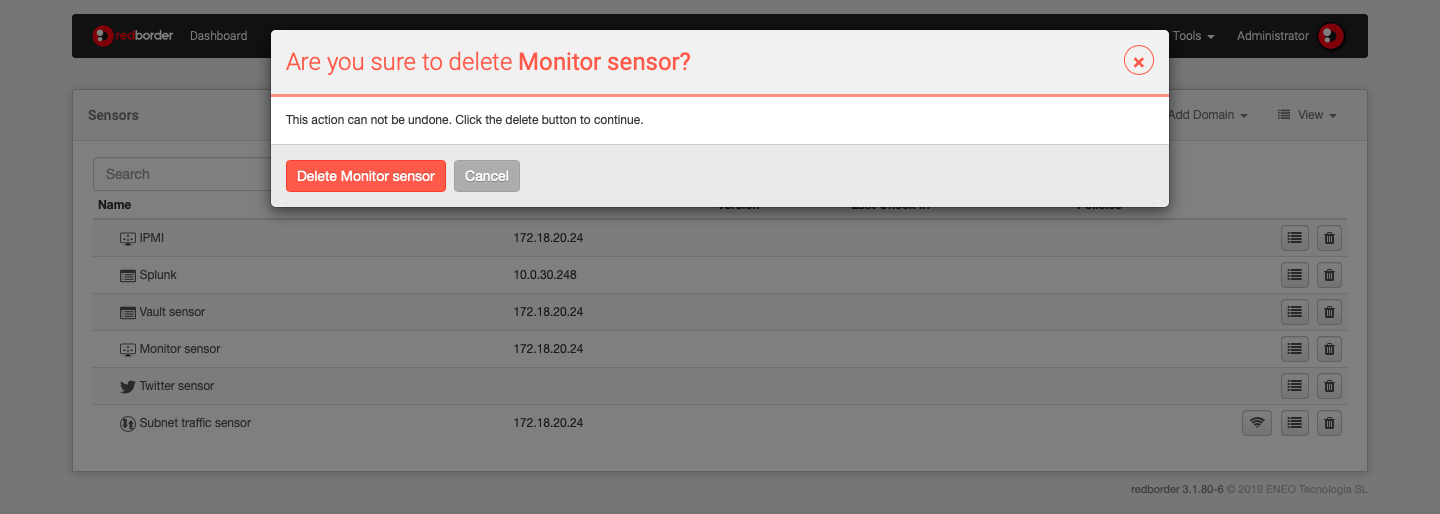 redborder Dashboard Tools Administrator
Are you sure to delete Monitor sensor?
This action can not be undone. Click the delete button to continue.
Delete Monitor sensor Cancel
Sensors Add Domain View
Search
Name Version Last Check in Policies
IPMI 172.18.20.24
Splunk 10.0.30.248
Vault sensor 172.18.20.24
Monitor sensor 172.18.20.24
Twitter sensor
Subnet traffic sensor 172.18.20.24
redborder 3.1.80-6 © 2019 ENEO Tecnologia SL